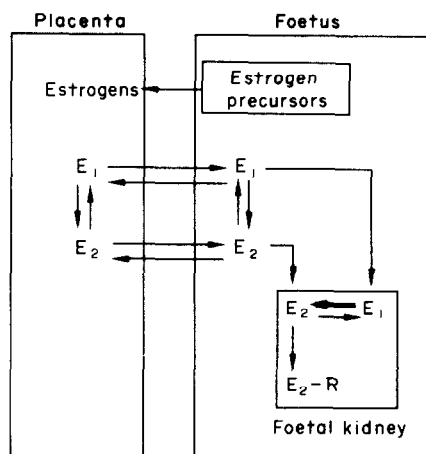 Placenta
Foetus
Estrogens
Estrogen
precursors
E₁
E₁
E₂
E₂
E₂
E₁
E₂-R
Foetal kidney